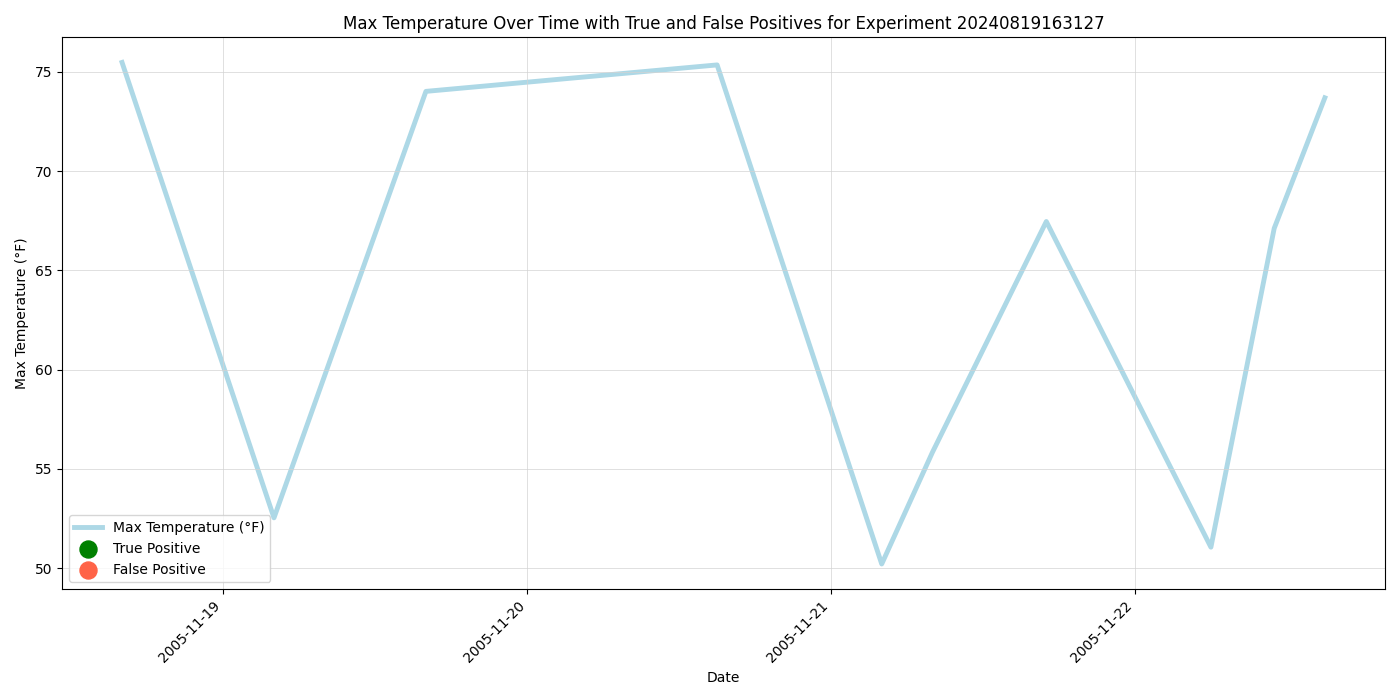 Max Temperature Over Time with True and False Positives for Experiment 20240819163127
Max Temperature (°F)
75
70
65
60
55
50
Max Temperature (°F)
True Positive
False Positive
2005-11-19
2005-11-20
2005-11-21
2005-11-22
Date